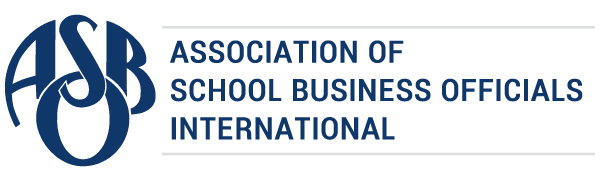 ASBO
ASSOCIATION OF
SCHOOL BUSINESS OFFICIALS
INTERNATIONAL